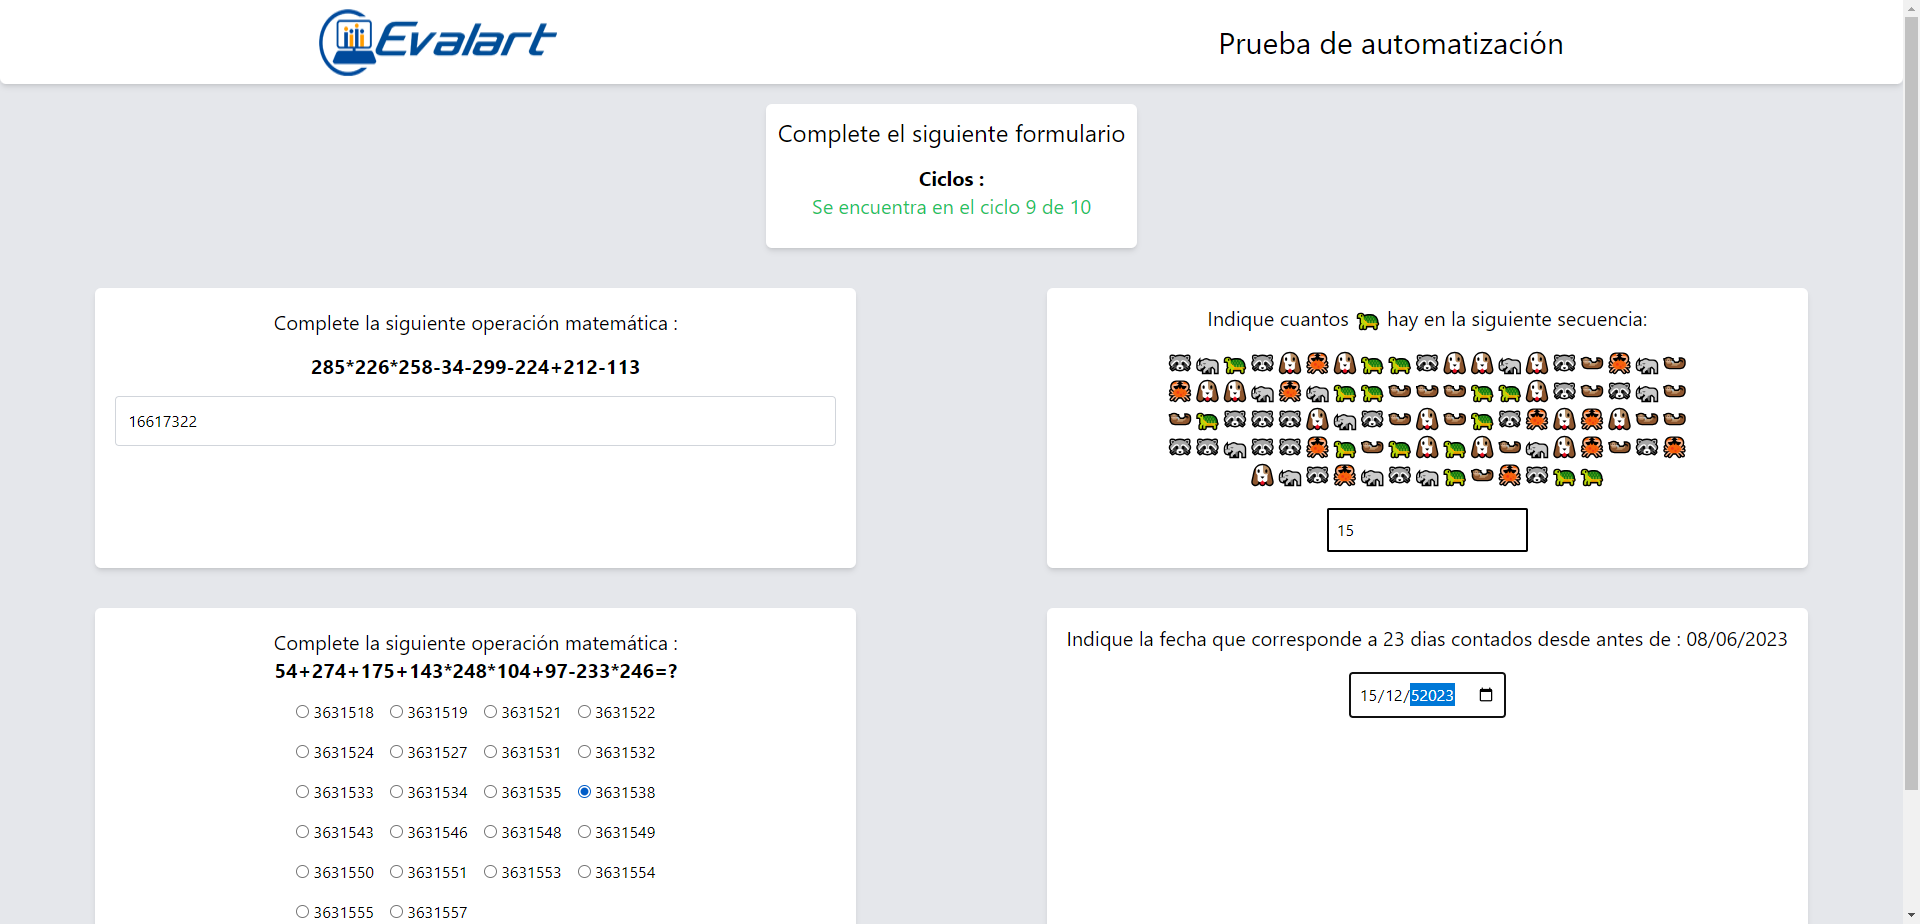 Evalart
Prueba de automatización
Complete el siguiente formulario
Ciclos :
Se encuentra en el ciclo 9 de 10
Complete la siguiente operación matemática :
285*226*258-34-299-224+212-113
16617322
Indique cuantos 🐢 hay en la siguiente secuencia:
15
Complete la siguiente operación matemática :
54+274+175+143*248*104+97-233*246=?
3631518 3631519 3631521 3631522
3631524 3631527 3631531 3631532
3631533 3631534 3631535 3631538
3631543 3631546 3631548 3631549
3631550 3631551 3631553 3631554
3631555 3631557
Indique la fecha que corresponde a 23 dias contados desde antes de : 08/06/2023
15/12/52023